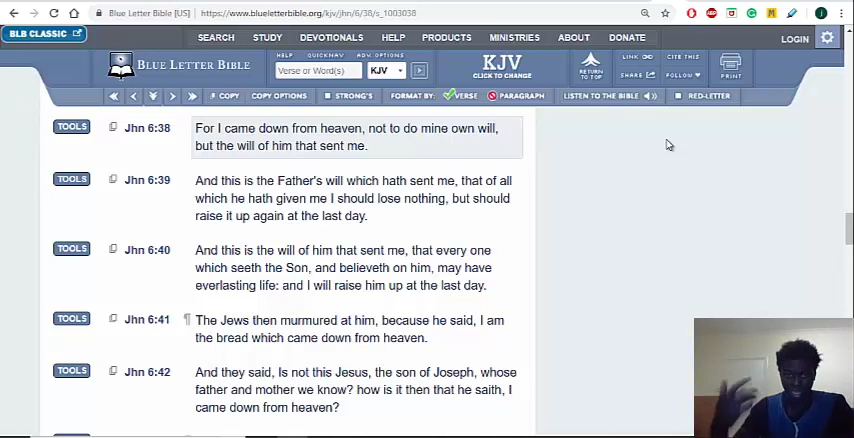 Blue Letter Bible [US] | https://www.blueletterbible.org/kjv/jhn/6/38/s_1003038
BLB CLASSIC
SEARCH STUDY DEVOTIONALS HELP PRODUCTS MINISTRIES ABOUT DONATE LOGIN
BLUE LETTER BIBLE
HELP QUICKNAV ADV OPTIONS
Verse or Word(s) KJV
KJV
CLICK TO CHANGE
RETURN TO TOP
LINK CITE THIS
SHARE FOLLOW
PRINT
COPY COPY OPTIONS STRONG'S FORMAT BY: VERSE PARAGRAPH LISTEN TO THE BIBLE RED-LETTER
TOOLS Jhn 6:38 For I came down from heaven, not to do mine own will,
but the will of him that sent me.
TOOLS Jhn 6:39 And this is the Father's will which hath sent me, that of all
which he hath given me I should lose nothing, but should
raise it up again at the last day.
TOOLS Jhn 6:40 And this is the will of him that sent me, that every one
which seeth the Son, and believeth on him, may have
everlasting life: and I will raise him up at the last day.
TOOLS Jhn 6:41 ¶ The Jews then murmured at him, because he said, I am
the bread which came down from heaven.
TOOLS Jhn 6:42 And they said, Is not this Jesus, the son of Joseph, whose
father and mother we know? how is it then that he saith, I
came down from heaven?